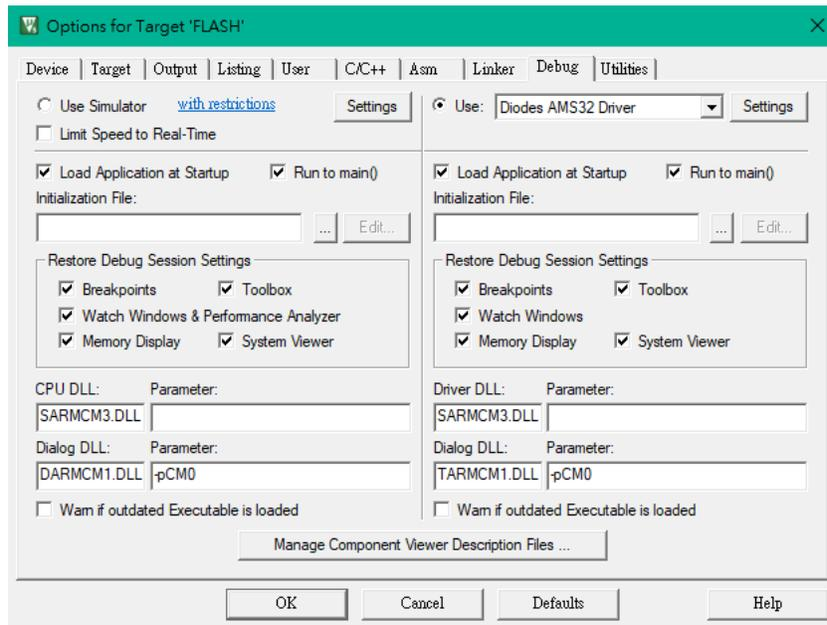 Options for Target 'FLASH'
Device Target Output Listing User C/C++ Asm Linker Debug Utilities
Use Simulator with restrictions Settings
Limit Speed to Real-Time
Load Application at Startup Run to main()
Initialization File:
... Edit...
Restore Debug Session Settings
Breakpoints Toolbox
Watch Windows & Performance Analyzer
Memory Display System Viewer
CPU DLL: Parameter:
SARMCM3.DLL
Dialog DLL: Parameter:
DARMCM1.DLL -pCM0
Warn if outdated Executable is loaded
Use: Diodes AMS32 Driver Settings
Load Application at Startup Run to main()
Initialization File:
... Edit...
Restore Debug Session Settings
Breakpoints Toolbox
Watch Windows
Memory Display System Viewer
Driver DLL: Parameter:
SARMCM3.DLL
Dialog DLL: Parameter:
TARMCM1.DLL -pCM0
Warn if outdated Executable is loaded
Manage Component Viewer Description Files ...
OK Cancel Defaults Help